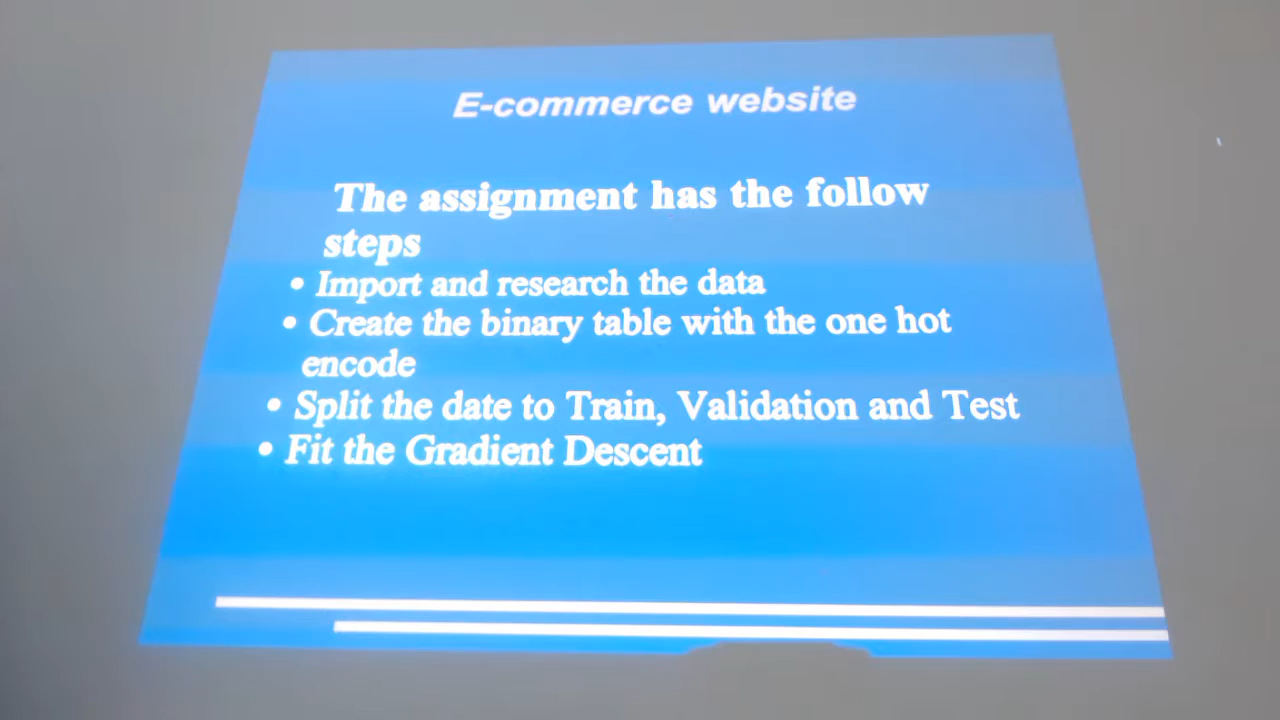 E-commerce website
The assignment has the follow
steps
• Import and research the data
• Create the binary table with the one hot
encode
• Split the date to Train, Validation and Test
• Fit the Gradient Descent